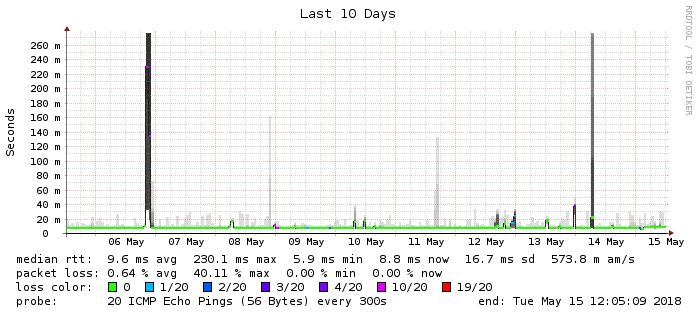 Last 10 Days
RRDTOOL / TOBI OETIKER
Seconds
260 m
240 m
220 m
200 m
180 m
160 m
140 m
120 m
100 m
80 m
60 m
40 m
20 m
0
06 May 07 May 08 May 09 May 10 May 11 May 12 May 13 May 14 May 15 May
median rtt: 9.6 ms avg 230.1 ms max 5.9 ms min 8.8 ms now 16.7 ms sd 573.8 m am/s
packet loss: 0.64 % avg 40.11 % max 0.00 % min 0.00 % now
loss color: 0 1/20 2/20 3/20 4/20 10/20 19/20
probe: 20 ICMP Echo Pings (56 Bytes) every 300s end: Tue May 15 12:05:09 2018